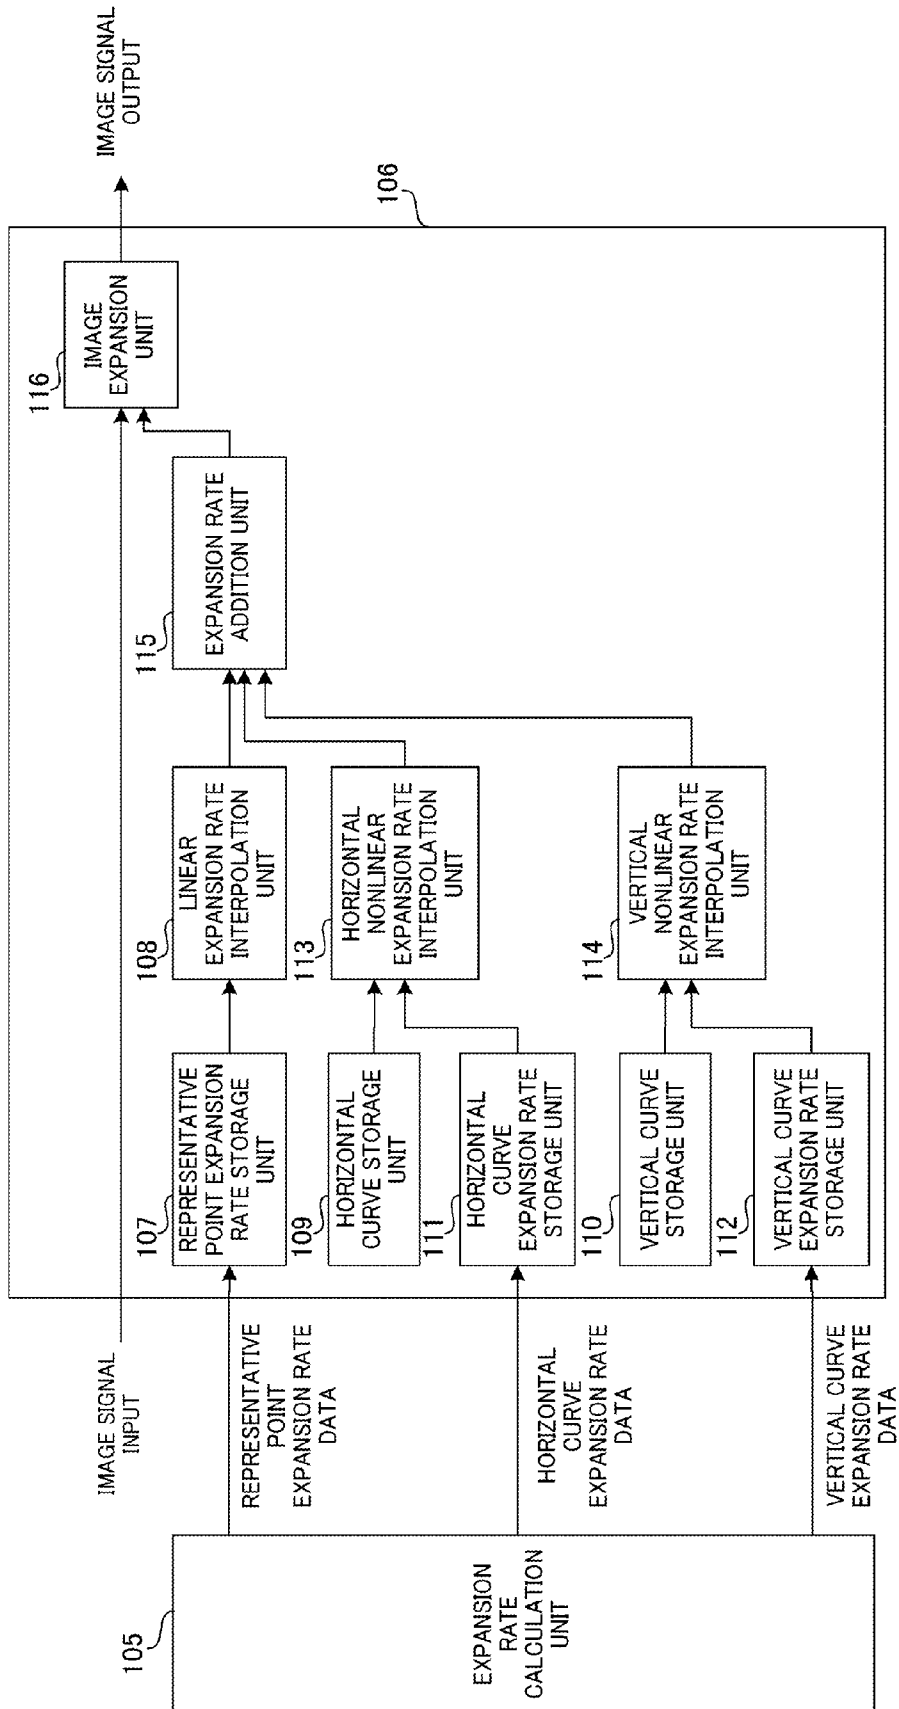 IMAGE SIGNAL
INPUT
IMAGE SIGNAL
OUTPUT
106
116
IMAGE
EXPANSION
UNIT
115
EXPANSION RATE
ADDITION UNIT
105
EXPANSION
RATE
CALCULATION
UNIT
REPRESENTATIVE
POINT
EXPANSION RATE
DATA
107
REPRESENTATIVE
POINT EXPANSION
RATE STORAGE
UNIT
108
LINEAR
EXPANSION RATE
INTERPOLATION
UNIT
109
HORIZONTAL
CURVE STORAGE
UNIT
113
HORIZONTAL
NONLINEAR
EXPANSION RATE
INTERPOLATION
UNIT
HORIZONTAL
CURVE
EXPANSION RATE
DATA
111
HORIZONTAL
CURVE
EXPANSION RATE
STORAGE UNIT
110
VERTICAL CURVE
STORAGE UNIT
114
VERTICAL
NONLINEAR
EXPANSION RATE
INTERPOLATION
UNIT
VERTICAL CURVE
EXPANSION RATE
DATA
112
VERTICAL CURVE
EXPANSION RATE
STORAGE UNIT